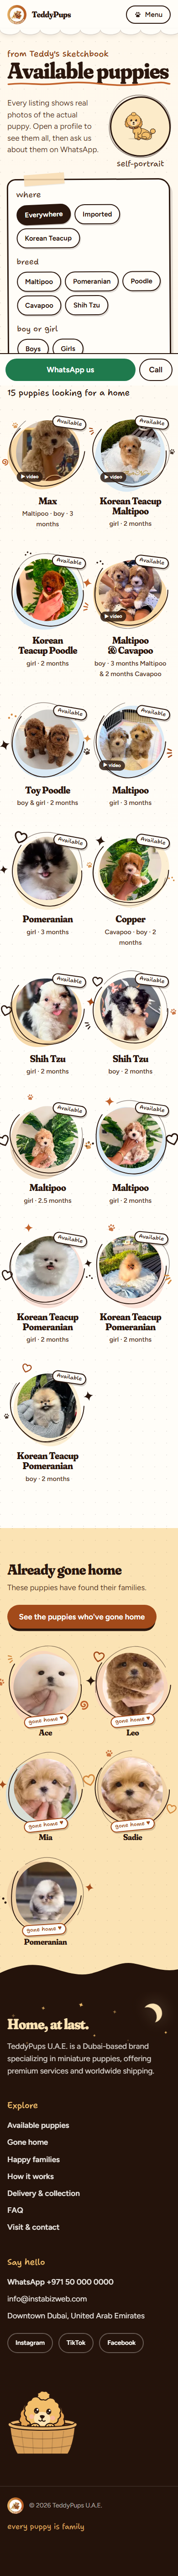 TeddyPups
Menu
from Teddy's sketchbook
Available puppies
Every listing shows real
photos of the actual
puppy. Open a profile to
see them all, then ask us
about them on WhatsApp.
self-portrait
where
Everywhere
Imported
Korean Teacup
breed
Maltipoo
Pomeranian
Poodle
Cavapoo
Shih Tzu
boy or girl
Boys
Girls
WhatsApp us
Call
15 puppies looking for a home
Available
video
Max
Maltipoo · boy · 3
months
Available
video
Korean Teacup
Maltipoo
girl · 2 months
Available
Korean
Teacup Poodle
girl · 2 months
Available
video
Maltipoo
& Cavapoo
boy · 3 months Maltipoo
& 2 months Cavapoo
Available
Toy Poodle
boy & girl · 2 months
Available
video
Maltipoo
girl · 3 months
Available
Pomeranian
girl · 3 months
Available
Copper
Cavapoo · boy · 2
months
Available
Shih Tzu
girl · 2 months
Available
Shih Tzu
boy · 2 months
Available
Maltipoo
girl · 2.5 months
Available
Maltipoo
girl · 2 months
Available
Korean Teacup
Pomeranian
girl · 2 months
Available
Korean Teacup
Pomeranian
girl · 2 months
Available
Korean Teacup
Pomeranian
boy · 2 months
Already gone home
These puppies have found their families.
See the puppies who've gone home
gone home ♥
Ace
gone home ♥
Leo
gone home ♥
Mia
gone home ♥
Sadie
gone home ♥
Pomeranian
Home, at last.
TeddyPups U.A.E. is a Dubai-based brand
specializing in miniature puppies, offering
premium services and worldwide shipping.
Explore
Available puppies
Gone home
Happy families
How it works
Delivery & collection
FAQ
Visit & contact
Say hello
WhatsApp +971 50 000 0000
info@instabizweb.com
Downtown Dubai, United Arab Emirates
Instagram
TikTok
Facebook
© 2026 TeddyPups U.A.E.
every puppy is family